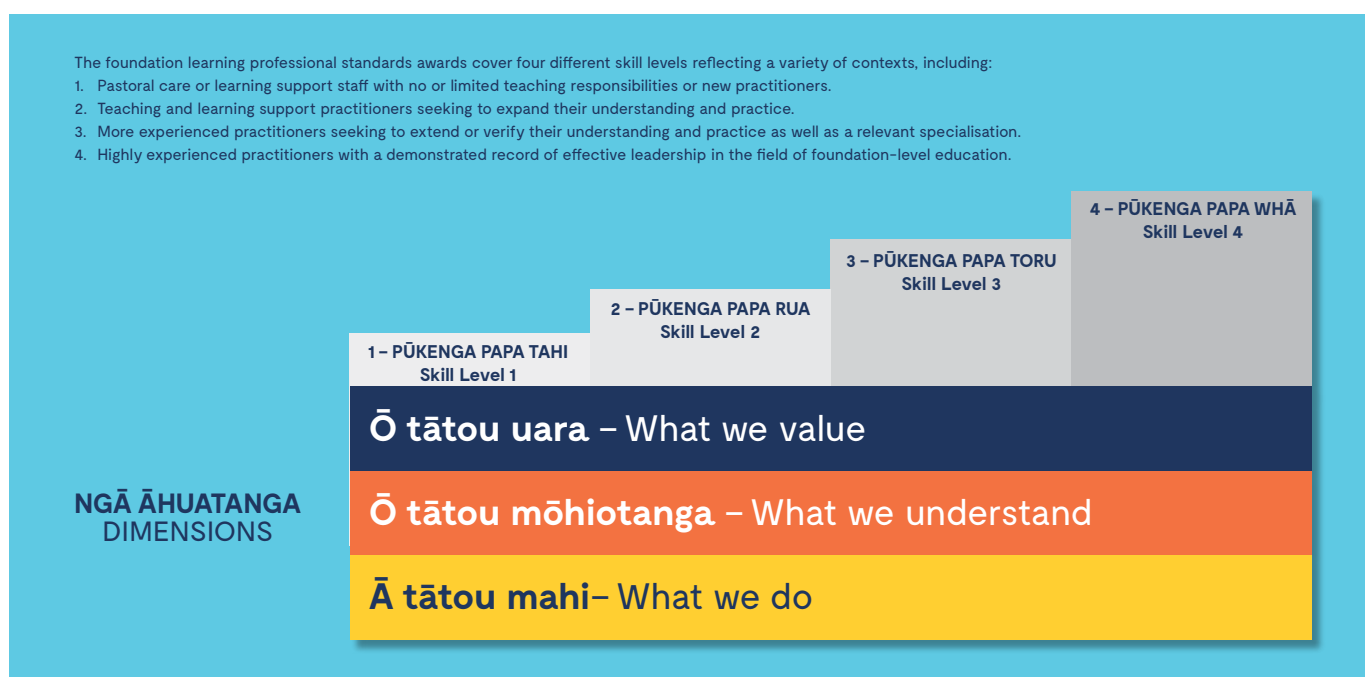 The foundation learning professional standards awards cover four different skill levels reflecting a variety of contexts, including:
1. Pastoral care or learning support staff with no or limited teaching responsibilities or new practitioners.
2. Teaching and learning support practitioners seeking to expand their understanding and practice.
3. More experienced practitioners seeking to extend or verify their understanding and practice as well as a relevant specialisation.
4. Highly experienced practitioners with a demonstrated record of effective leadership in the field of foundation-level education.
1 – PŪKENGA PAPA TAHI
Skill Level 1
2 – PŪKENGA PAPA RUA
Skill Level 2
3 – PŪKENGA PAPA TORU
Skill Level 3
4 – PŪKENGA PAPA WHĀ
Skill Level 4
NGĀ ĀHUATANGA
DIMENSIONS
Ō tātou uara – What we value
Ō tātou mōhiotanga – What we understand
Ā tātou mahi– What we do